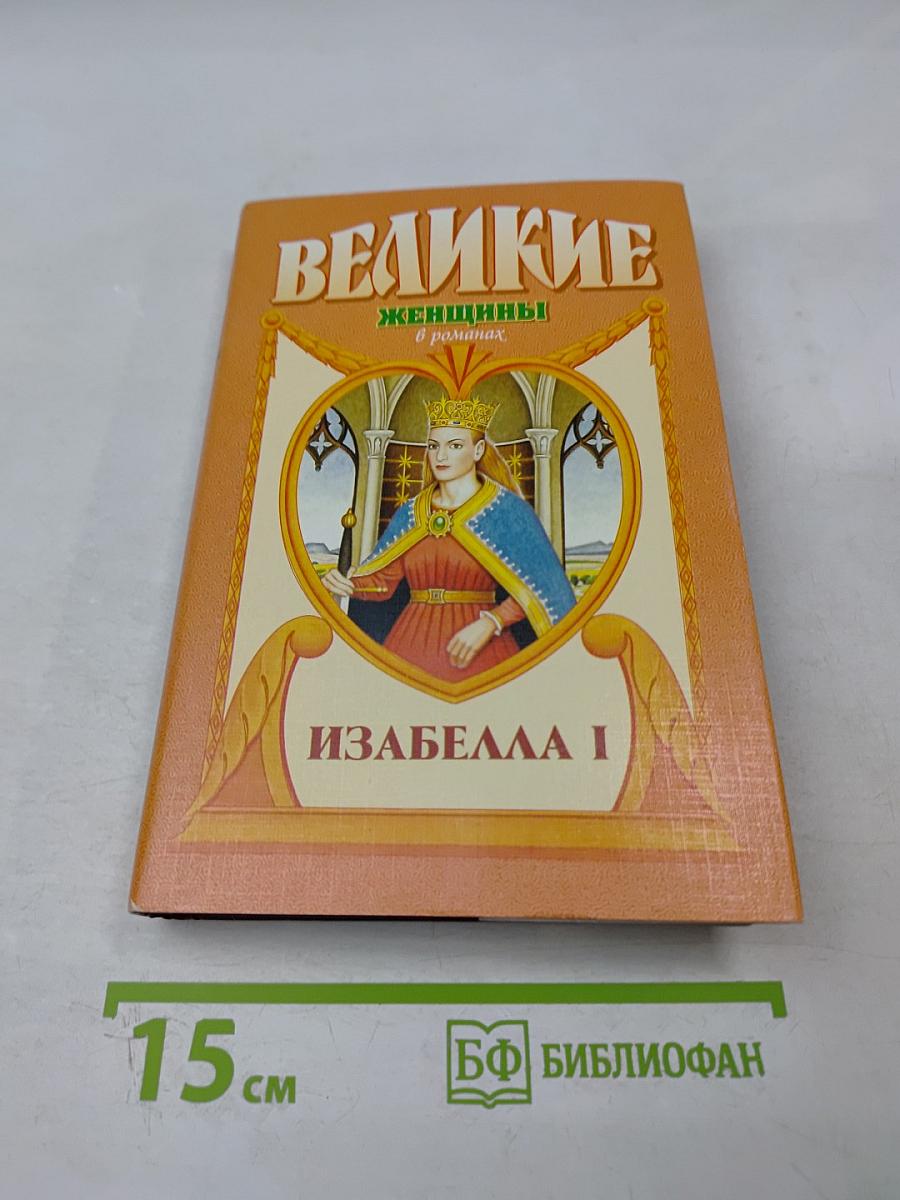 ВЕЛИКИЕ
ЖЕНЩИНЫ
в романах
ИЗАБЕЛЛА I
15 см
БФ БИБЛИОФАН